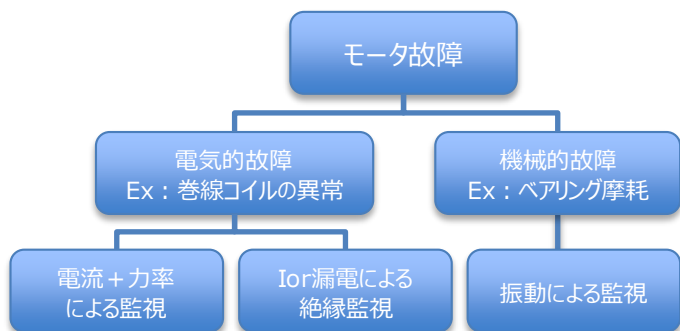 モータ故障
電気的故障
Ex：巻線コイルの異常
機械的故障
Ex：ベアリング摩耗
電流＋力率
による監視
Ior漏電による
絶縁監視
振動による監視